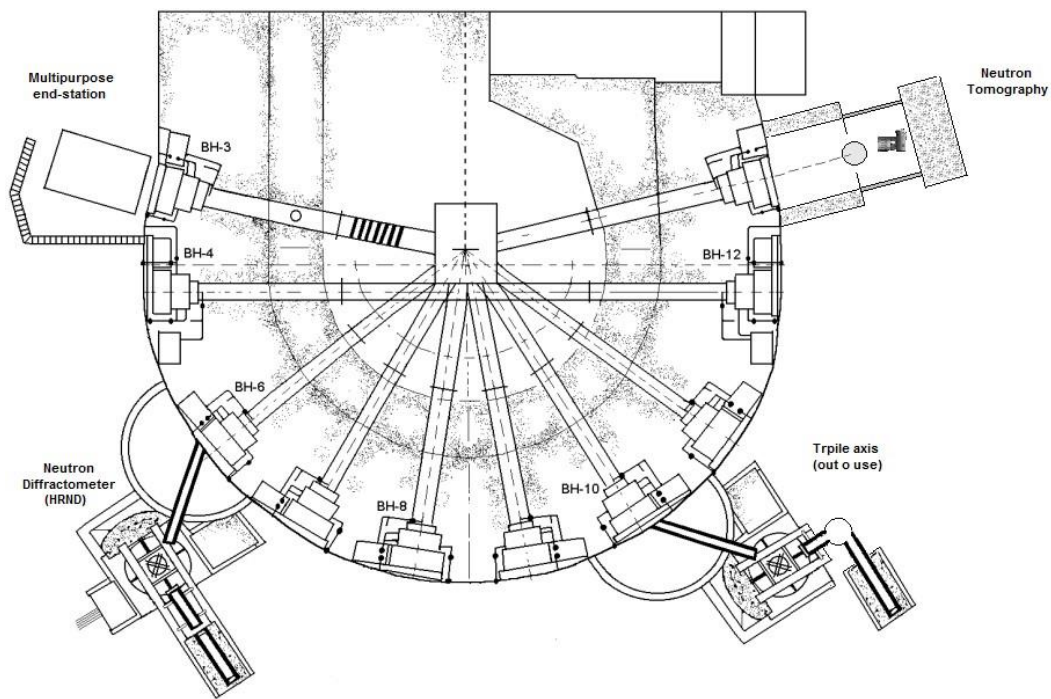 Multipurpose
end-station
Neutron
Tomography
BH-3
BH-4
BH-12
BH-6
Neutron
Diffractometer
(HRND)
BH-8
BH-10
Trpile axis
(out o use)